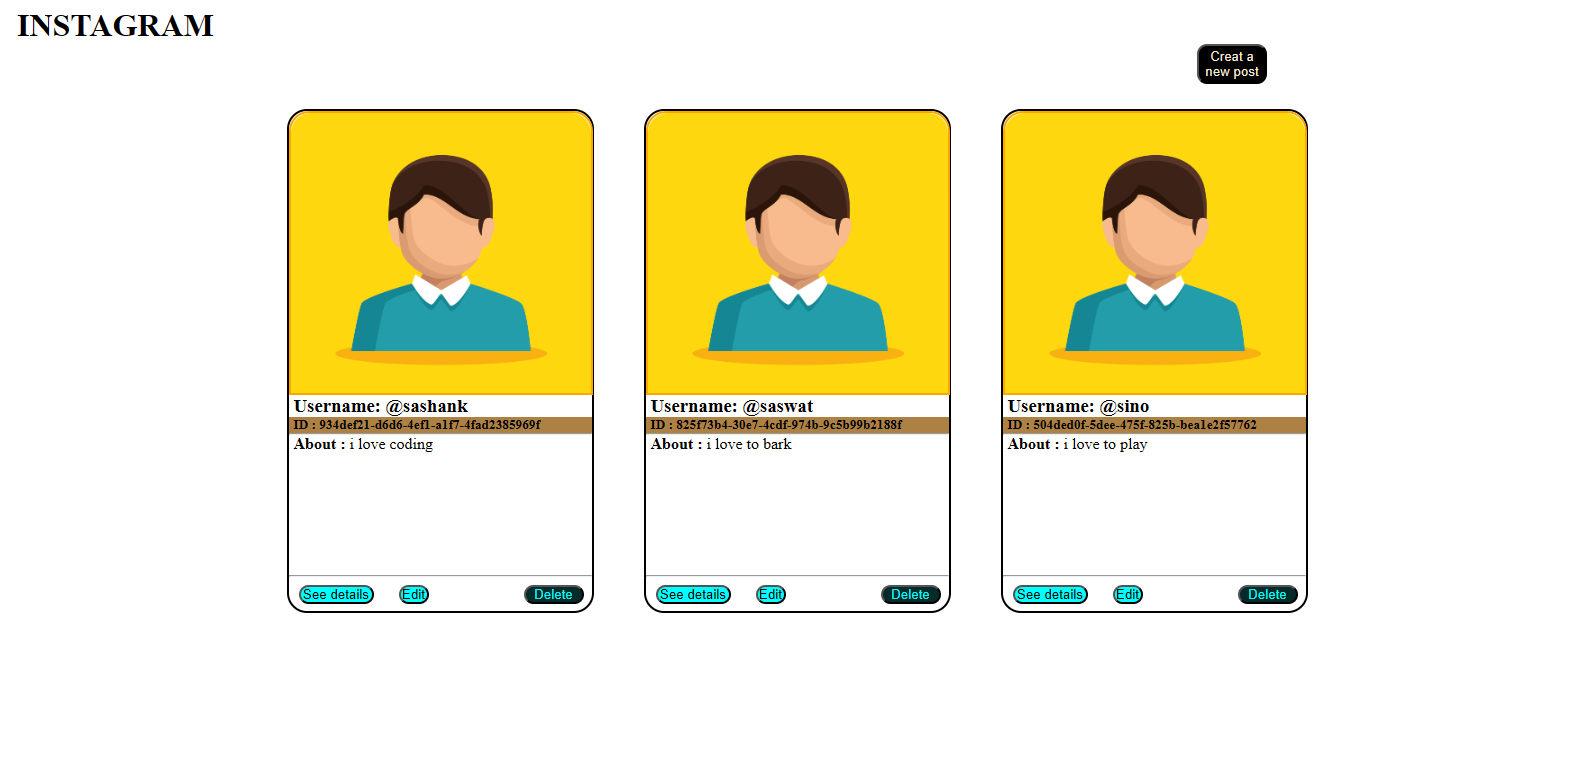 INSTAGRAM
Creat a
new post
Username: @sashank
ID : 934def21-d6d6-4ef1-a1f7-4fad2385969f
About : i love coding
See details Edit Delete
Username: @saswat
ID : 825f73b4-30e7-4cdf-974b-9c5b99b2188f
About : i love to bark
See details Edit Delete
Username: @sino
ID : 504ded0f-5dee-475f-825b-bea1e2f57762
About : i love to play
See details Edit Delete